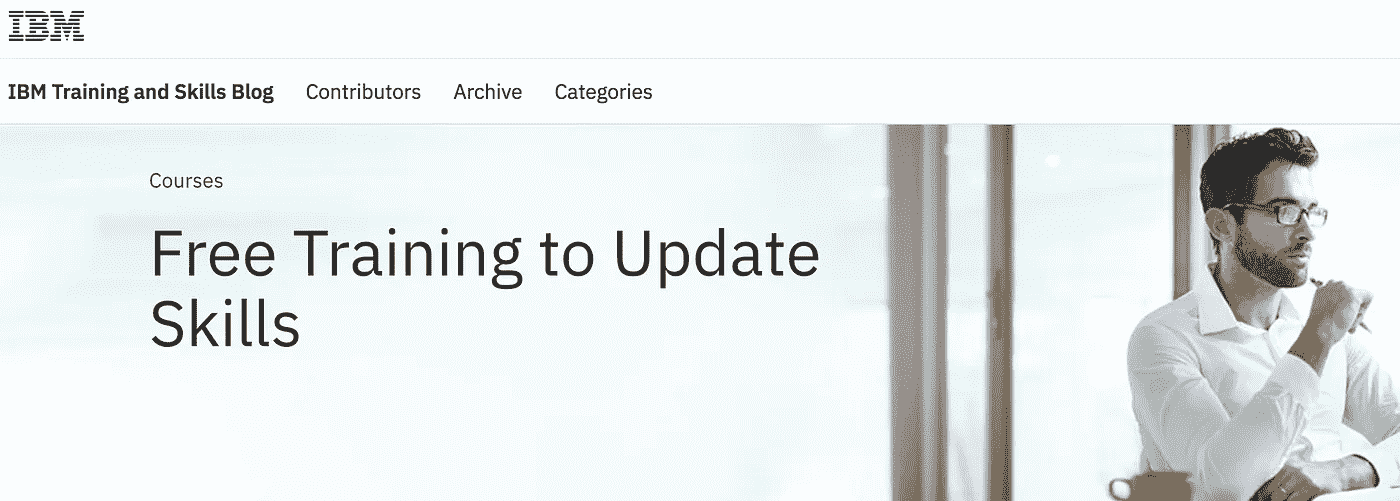 IBM
IBM Training and Skills Blog Contributors Archive Categories
Courses
Free Training to Update
Skills